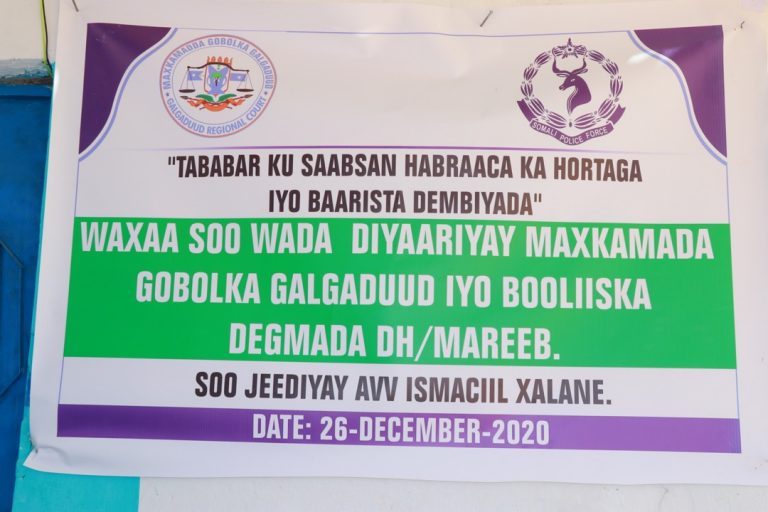 MAXKAMADDA GOBOLKA GALGADUUD
GALGADUUD REGIONAL COURT
SOMALI POLICE FORCE
"TABABAR KU SAABSAN HABRAACA KA HORTAGA
IYO BAARISTA DEMBIYADA"
WAXAA SOO WADA DIYAARIYAY MAXKAMADA
GOBOLKA GALGADUUD IYO BOOLIISKA
DEGMADA DH/MAREEB.
SOO JEEDIYAY AVV ISMACIIL XALANE.
DATE: 26-DECEMBER-2020